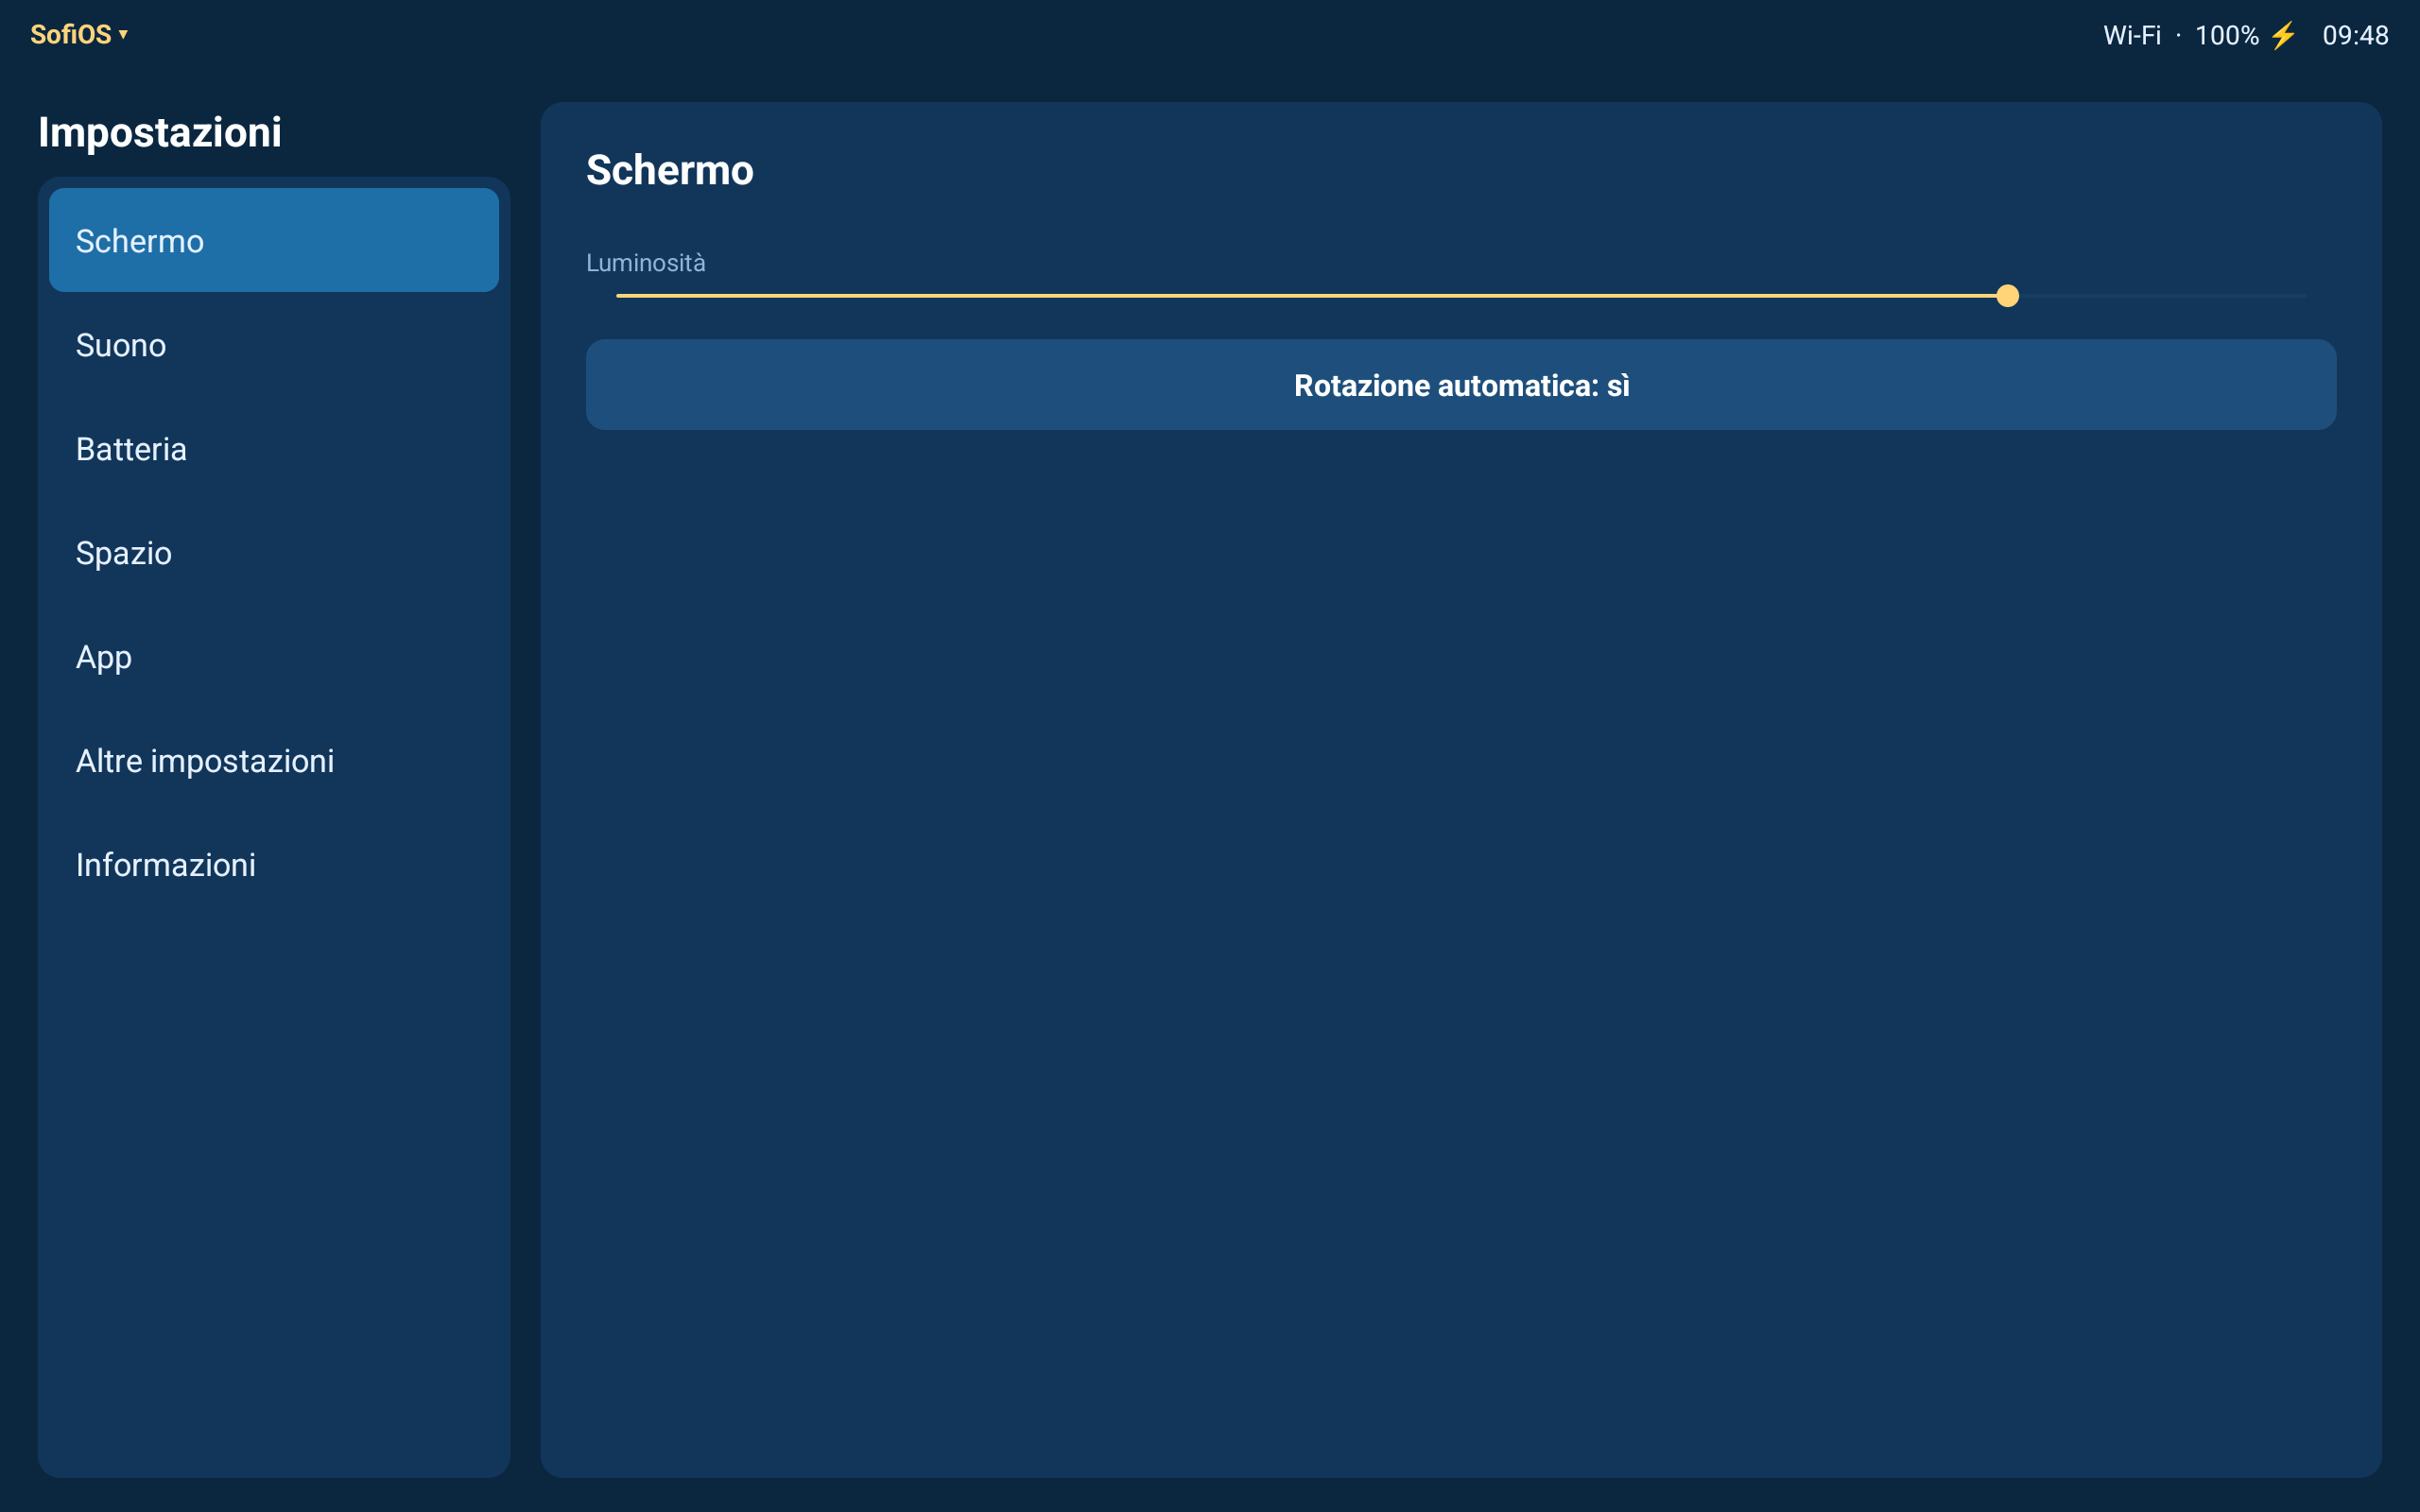 SofiOS ▾
Wi-Fi · 100% ⚡ 09:48
Impostazioni
Schermo
Suono
Batteria
Spazio
App
Altre impostazioni
Informazioni
Schermo
Luminosità
Rotazione automatica: sì